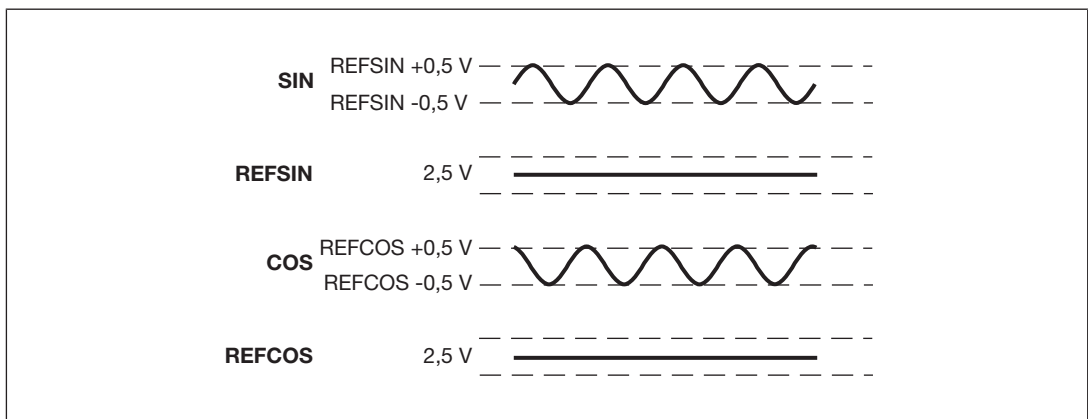 REFSIN +0,5 V
SIN
REFSIN -0,5 V
REFSIN 2,5 V
REFCOS +0,5 V
COS
REFCOS -0,5 V
REFCOS 2,5 V